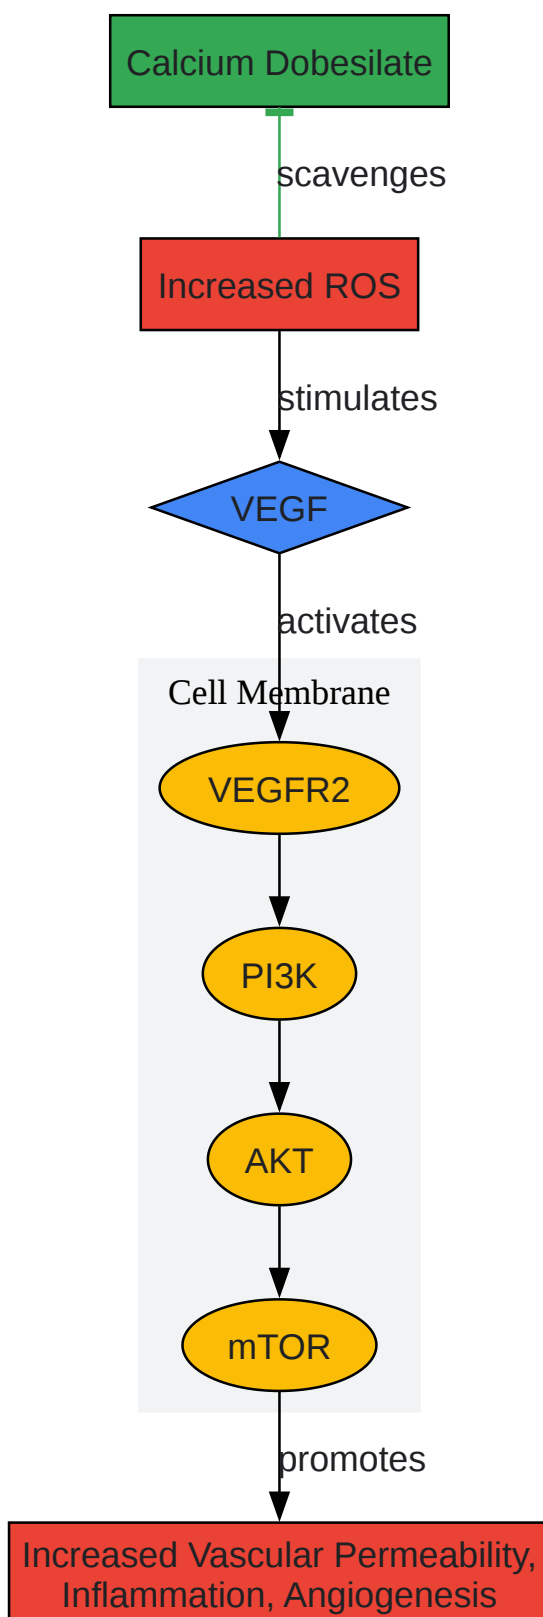 Calcium Dobesilate
scavenges
Increased ROS
stimulates
VEGF
activates
Cell Membrane
VEGFR2
PI3K
AKT
mTOR
promotes
Increased Vascular Permeability,
Inflammation, Angiogenesis